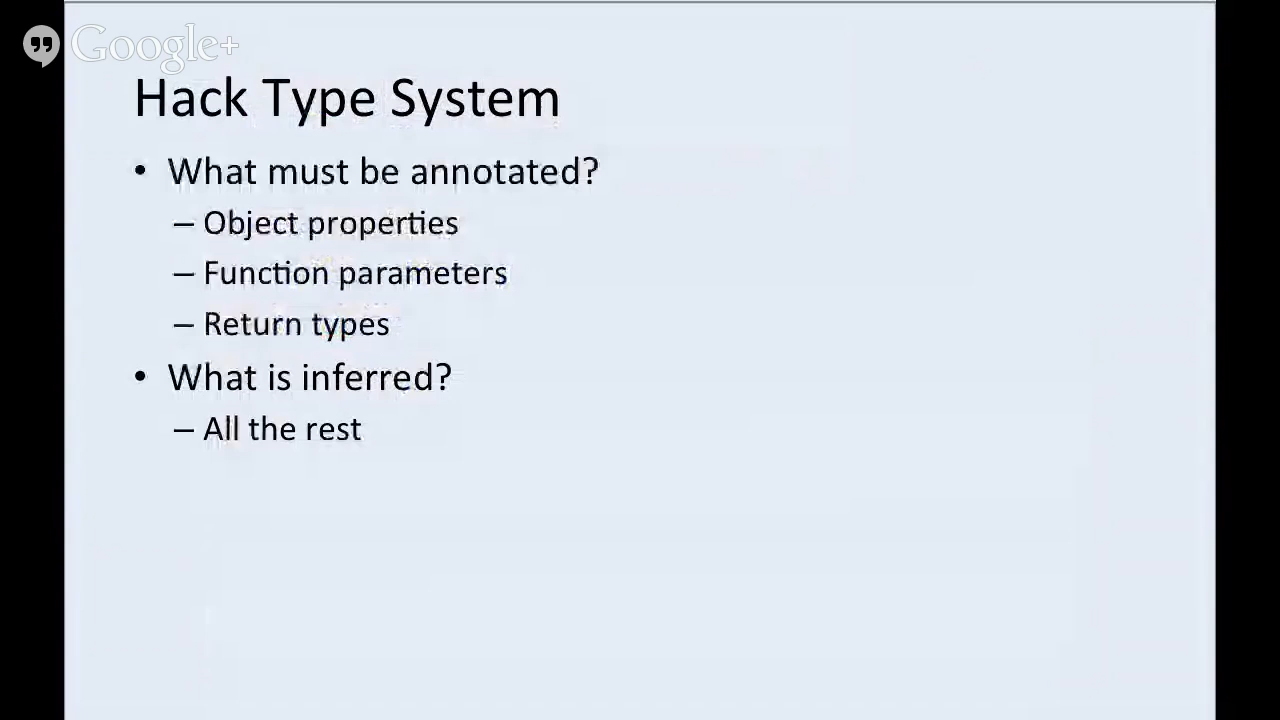 Google+
Hack Type System
• What must be annotated?
– Object properties
– Function parameters
– Return types
• What is inferred?
– All the rest